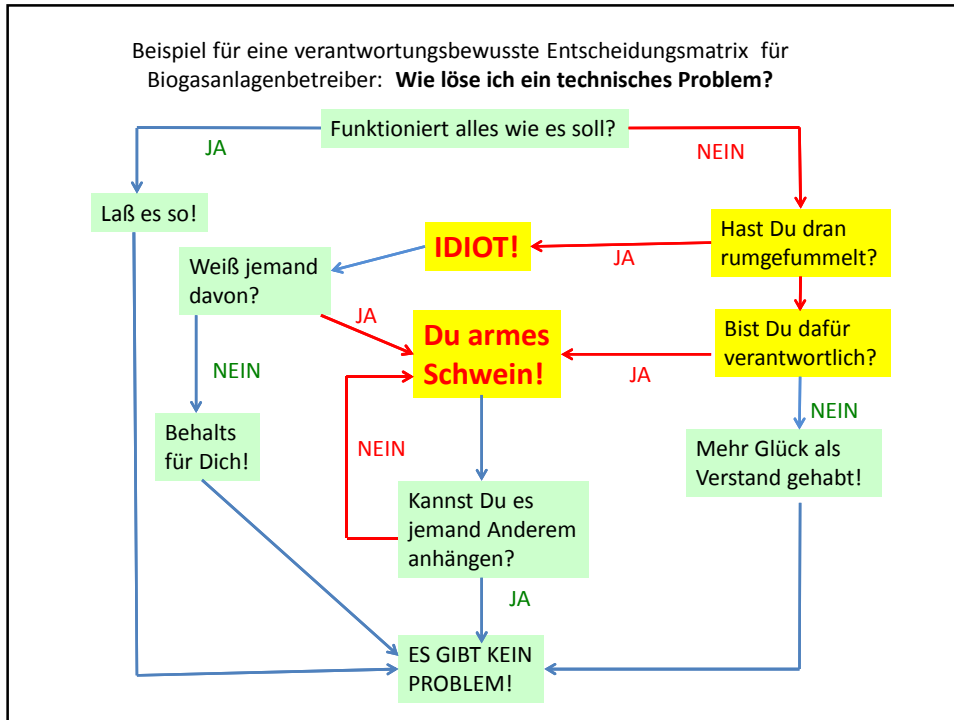 Beispiel für eine verantwortungsbewusste Entscheidungsmatrix für
Biogasanlagenbetreiber: Wie löse ich ein technisches Problem?
Funktioniert alles wie es soll?
JA
NEIN
Laß es so!
Hast Du dran
rumgefummelt?
JA
IDIOT!
Weiß jemand
davon?
JA
NEIN
Bist Du dafür
verantwortlich?
JA
NEIN
Du armes
Schwein!
Behalts
für Dich!
NEIN
Mehr Glück als
Verstand gehabt!
Kannst Du es
jemand Anderem
anhängen?
JA
ES GIBT KEIN
PROBLEM!